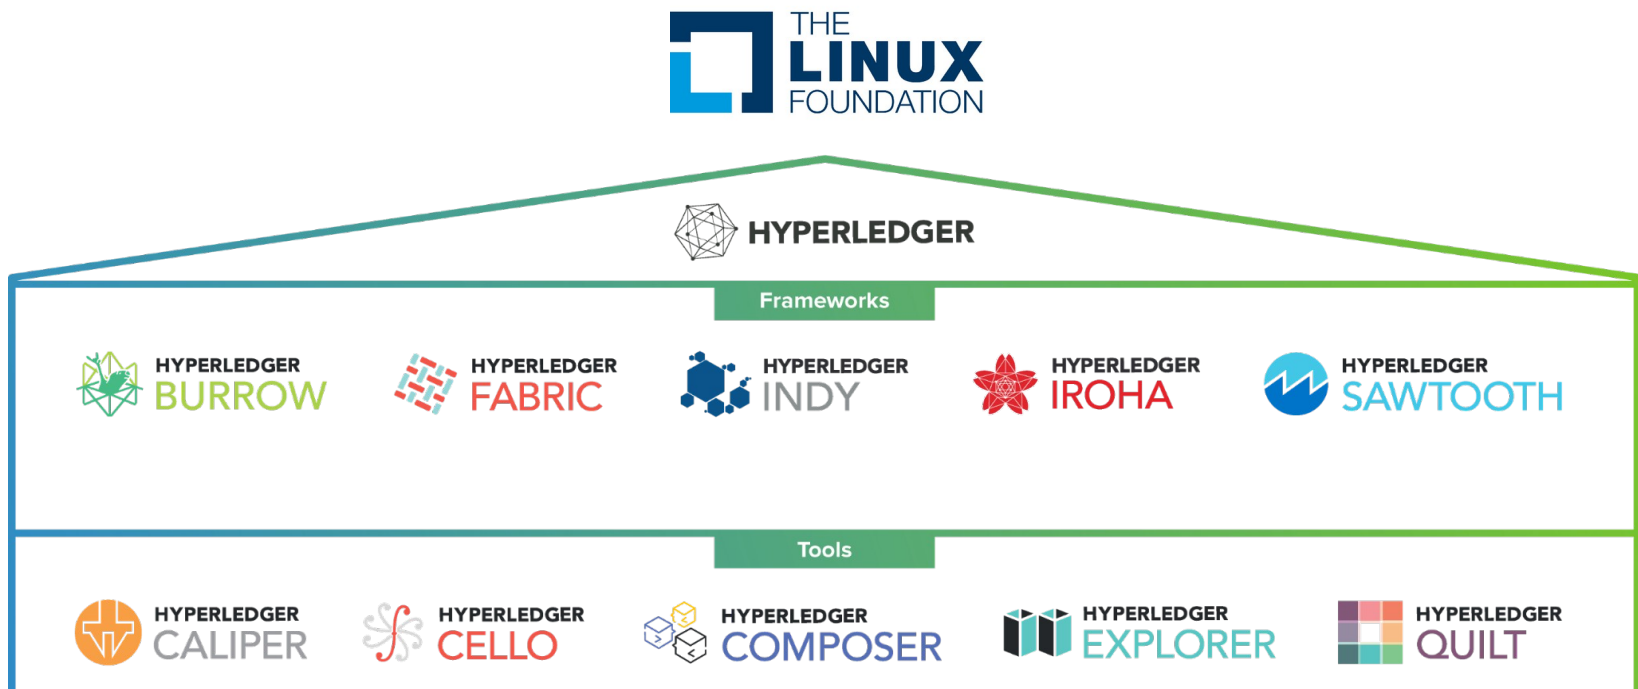 THE
LINUX
FOUNDATION
HYPERLEDGER
Frameworks
HYPERLEDGER
BURROW
HYPERLEDGER
FABRIC
HYPERLEDGER
INDY
HYPERLEDGER
IROHA
HYPERLEDGER
SAWTOOTH
Tools
HYPERLEDGER
CALIPER
HYPERLEDGER
CELLO
HYPERLEDGER
COMPOSER
HYPERLEDGER
EXPLORER
HYPERLEDGER
QUILT